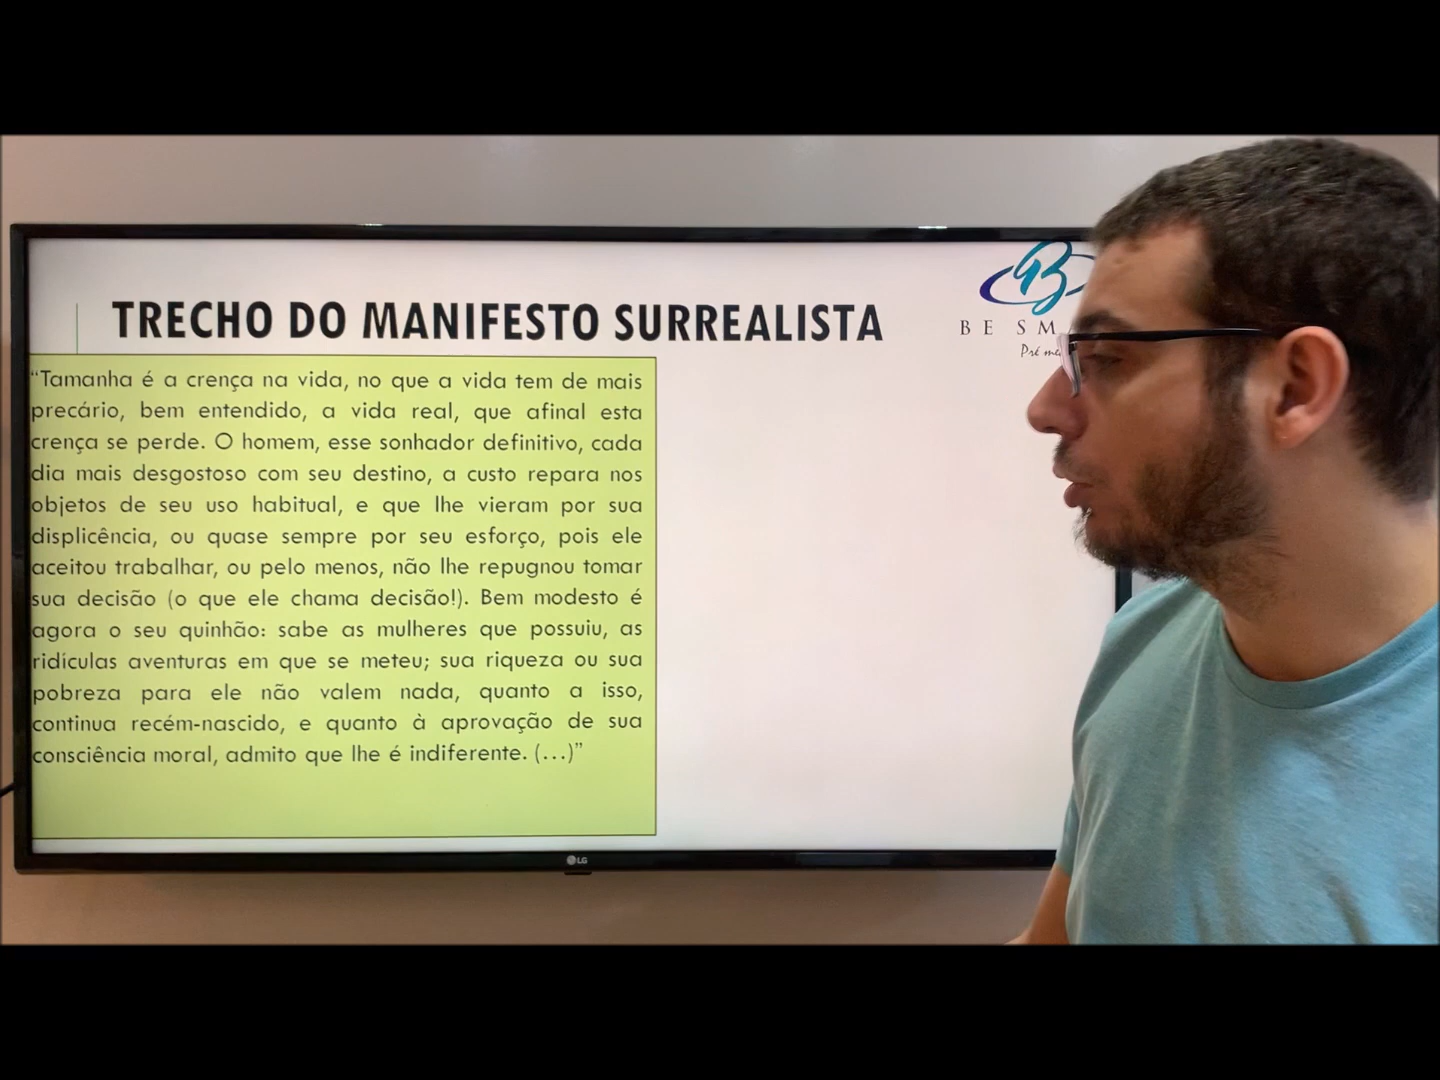 TRECHO DO MANIFESTO SURREALISTA
BE SM
Pré
“Tamanha é a crença na vida, no que a vida tem de mais
precário, bem entendido, a vida real, que afinal esta
crença se perde. O homem, esse sonhador definitivo, cada
dia mais desgostoso com seu destino, a custo repara nos
objetos de seu uso habitual, e que lhe vieram por sua
displicência, ou quase sempre por seu esforço, pois ele
aceitou trabalhar, ou pelo menos, não lhe repugnou tomar
sua decisão (o que ele chama decisão!). Bem modesto é
agora o seu quinhão: sabe as mulheres que possuiu, as
ridículas aventuras em que se meteu; sua riqueza ou sua
pobreza para ele não valem nada, quanto a isso,
continua recém-nascido, e quanto à aprovação de sua
consciência moral, admito que lhe é indiferente. (...)”
LG